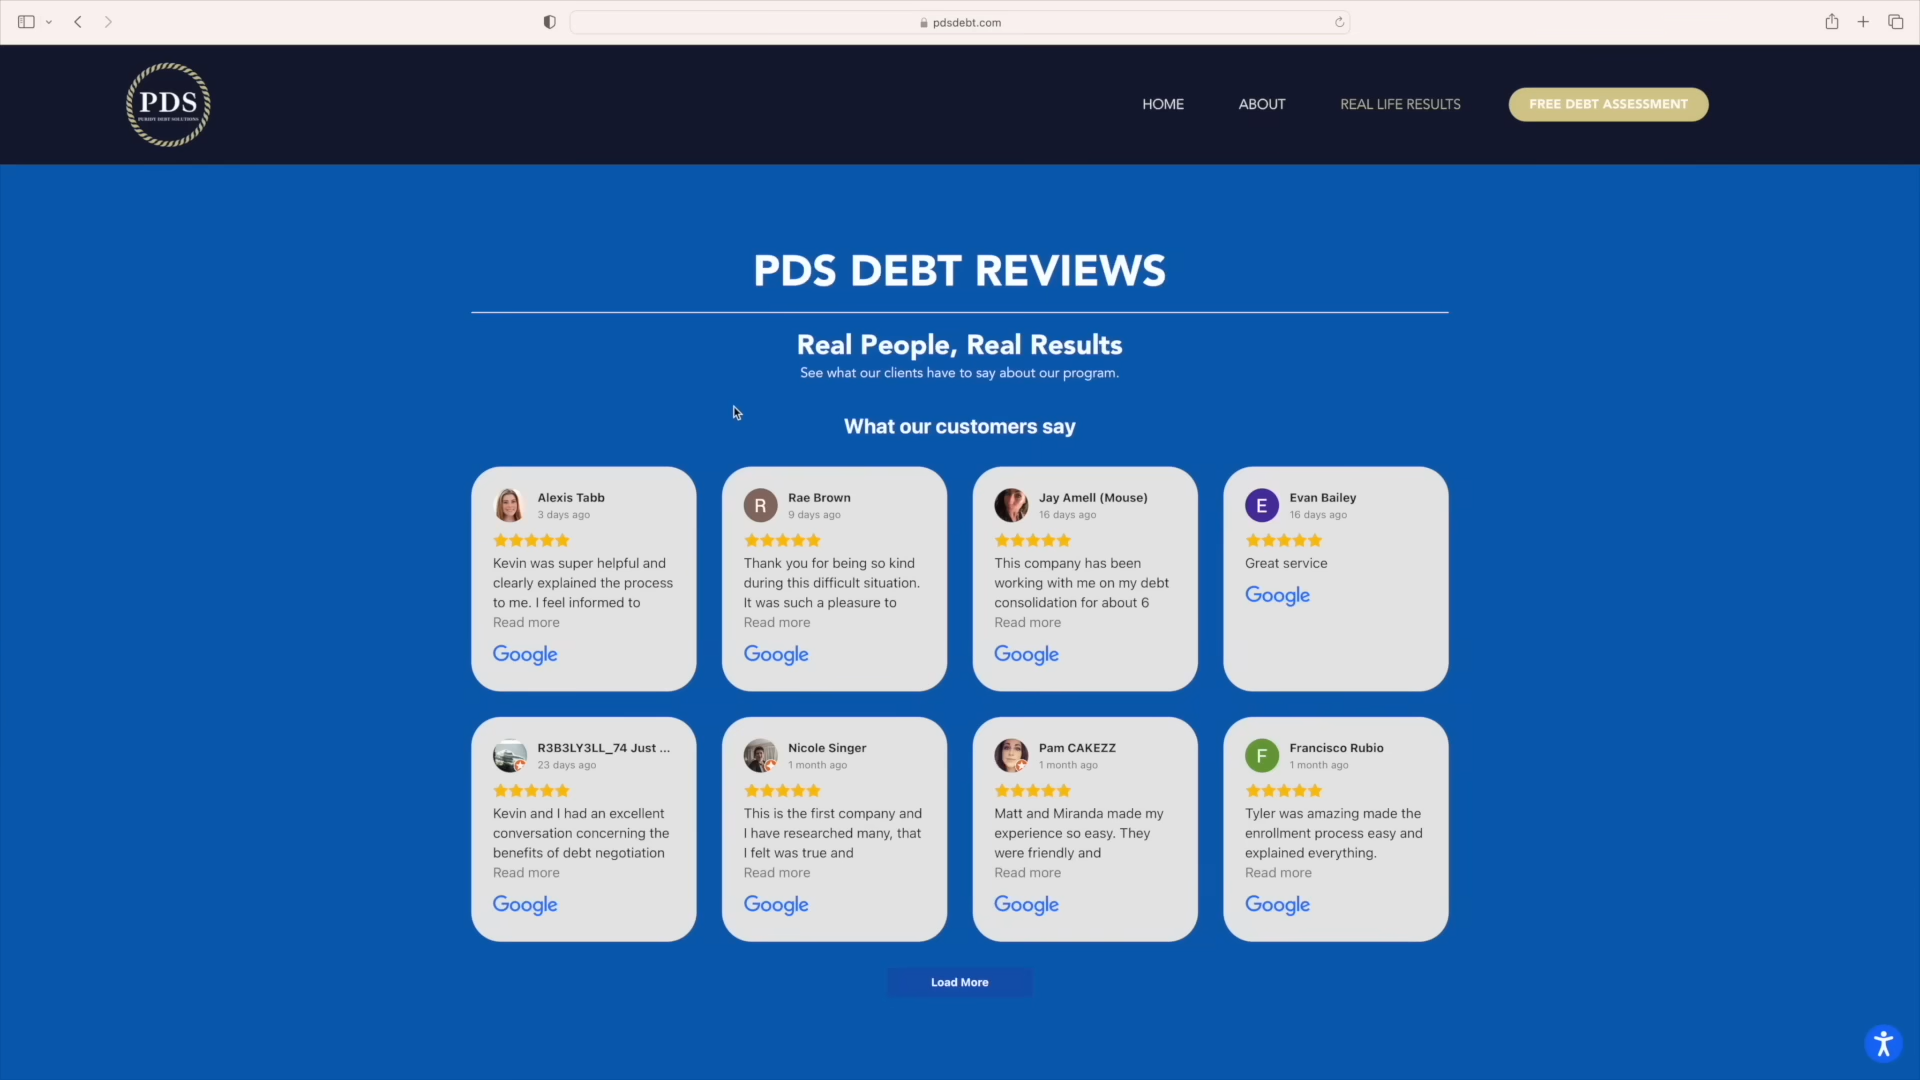 pdsdebt.com
PDS
PURIDY DEBT SOLUTIONS
HOME
ABOUT
REAL LIFE RESULTS
FREE DEBT ASSESSMENT
PDS DEBT REVIEWS
Real People, Real Results
See what our clients have to say about our program.
What our customers say
Alexis Tabb
3 days ago
Kevin was super helpful and
clearly explained the process
to me. I feel informed to
Read more
Google
R
Rae Brown
9 days ago
Thank you for being so kind
during this difficult situation.
It was such a pleasure to
Read more
Google
Jay Amell (Mouse)
16 days ago
This company has been
working with me on my debt
consolidation for about 6
Read more
Google
E
Evan Bailey
16 days ago
Great service
Google
R3B3LY3LL_74 Just ...
23 days ago
Kevin and I had an excellent
conversation concerning the
benefits of debt negotiation
Read more
Google
Nicole Singer
1 month ago
This is the first company and
I have researched many, that
I felt was true and
Read more
Google
Pam CAKEZZ
1 month ago
Matt and Miranda made my
experience so easy. They
were friendly and
Read more
Google
F
Francisco Rubio
1 month ago
Tyler was amazing made the
enrollment process easy and
explained everything.
Read more
Google
Load More